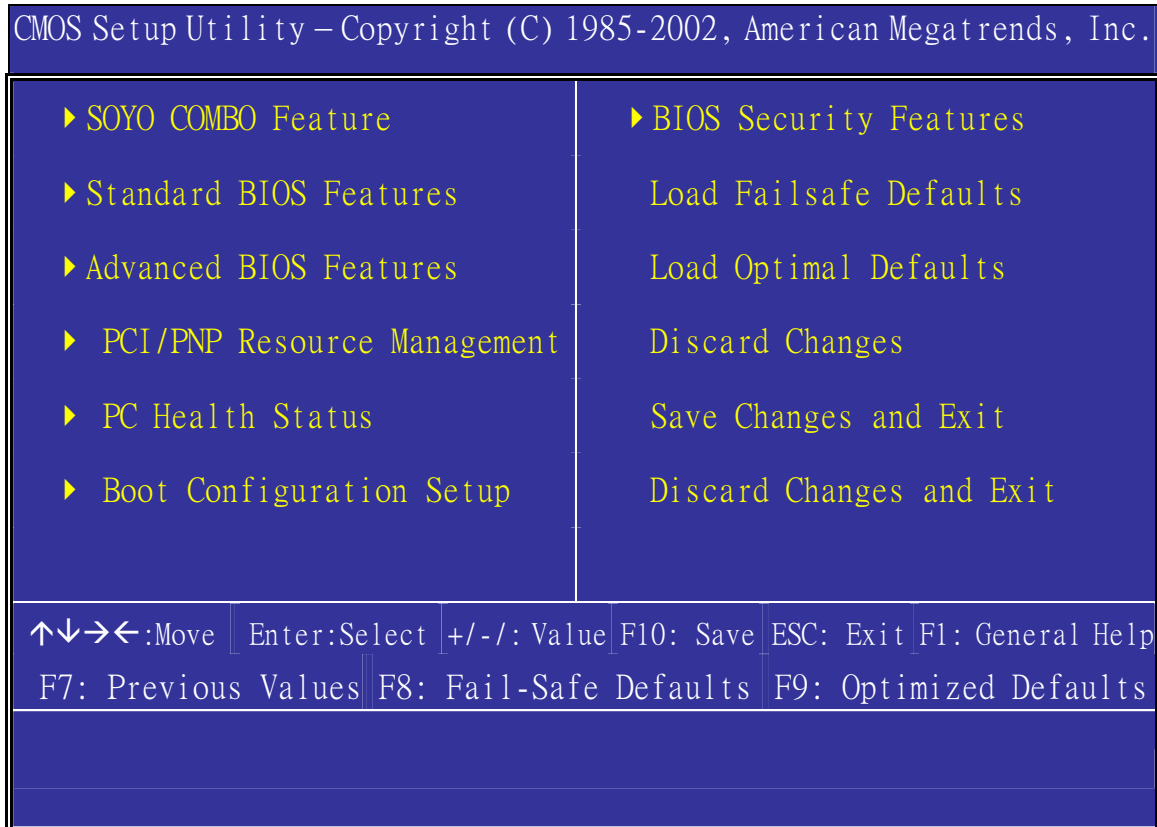 CMOS Setup Utility – Copyright (C) 1985-2002, American Megatrends, Inc.
SOYO COMBO Feature
Standard BIOS Features
Advanced BIOS Features
PCI/PNP Resource Management
PC Health Status
Boot Configuration Setup
BIOS Security Features
Load Failsafe Defaults
Load Optimal Defaults
Discard Changes
Save Changes and Exit
Discard Changes and Exit
↑↓→←:Move Enter:Select +/-/: Value F10: Save ESC: Exit F1: General Help
F7: Previous Values F8: Fail-Safe Defaults F9: Optimized Defaults